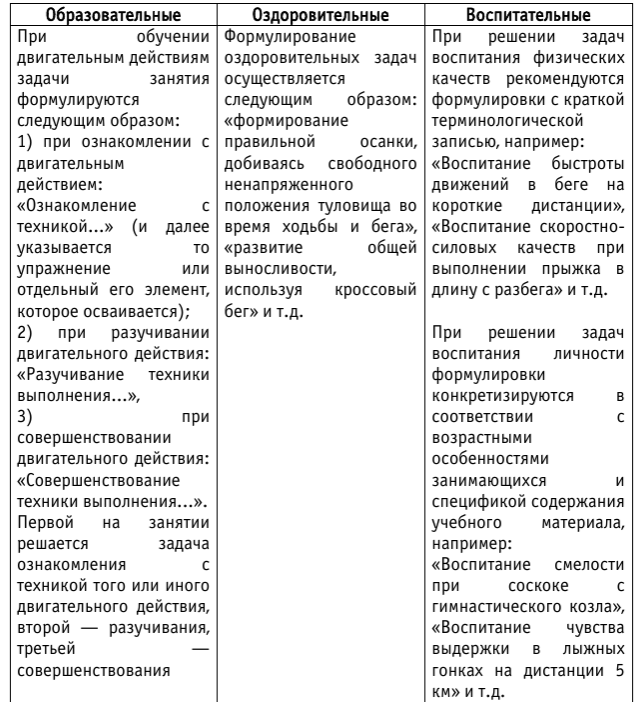 Образовательные
При обучении
двигательным действиям
задачи занятия
формулируются
следующим образом:
1) при ознакомлении с
двигательным
действием:
«Ознакомление с
техникой...» (и далее
указывается то
упражнение или
отдельный его элемент,
которое осваивается);
2) при разучивании
двигательного действия:
«Разучивание техники
выполнения...»,
3) при
совершенствовании
двигательного действия:
«Совершенствование
техники выполнения...».
Первой на занятии
решается задача
ознакомления с
техникой того или иного
двигательного действия,
второй — разучивания,
третьей —
совершенствования
Оздоровительные
Формулирование
оздоровительных задач
осуществляется
следующим образом:
«формирование
правильной осанки,
добиваясь свободного
ненапряженного
положения туловища во
время ходьбы и бега»,
«развитие общей
выносливости,
используя кроссовый
бег» и т.д.
Воспитательные
При решении задач
воспитания физических
качеств рекомендуются
формулировки с краткой
терминологической
записью, например:
«Воспитание быстроты
движений в беге на
короткие дистанции»,
«Воспитание скоростно-
силовых качеств при
выполнении прыжка в
длину с разбега» и т.д.
При решении задач
воспитания личности
формулировки
конкретизируются в
соответствии с
возрастными
особенностями
занимающихся и
спецификой содержания
учебного материала,
например:
«Воспитание смелости
при соскоке с
гимнастического козла»,
«Воспитание чувства
выдержки в лыжных
гонках на дистанции 5
км» и т.д.